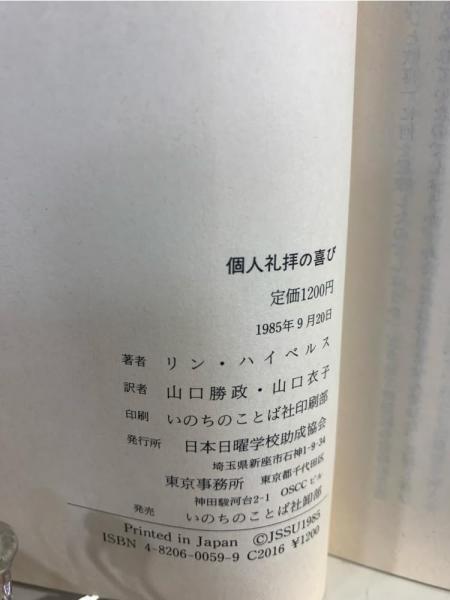 個人礼拝の喜び
定価1200円
1985年9月20日
著者 リン・ハイベルス
訳者 山口勝政・山口衣子
印刷 いのちのことば社印刷部
発行所 日本日曜学校助成協会
埼玉県新座市石神1-9-34
東京事務所 東京都千代田区
神田駿河台2-1 OSCCビル
発売 いのちのことば社卸部
Printed in Japan ©JSSU1985
ISBN 4-8206-0059-9 C2016 ¥1200